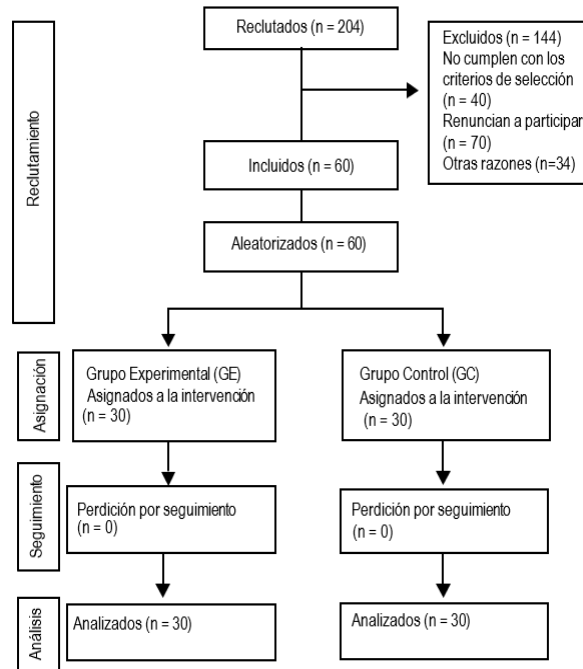 Reclutamiento
Reclutados (n = 204)
Excluidos (n = 144)
No cumplen con los
criterios de selección
(n = 40)
Renuncian a participar
(n = 70)
Otras razones (n=34)
Incluidos (n = 60)
Aleatorizados (n = 60)
Asignación
Grupo Experimental (GE)
Asignados a la intervención
(n = 30)
Grupo Control (GC)
Asignados a la intervención
(n = 30)
Seguimiento
Perdición por seguimiento
(n = 0)
Perdición por seguimiento
(n = 0)
Análisis
Analizados (n = 30)
Analizados (n = 30)